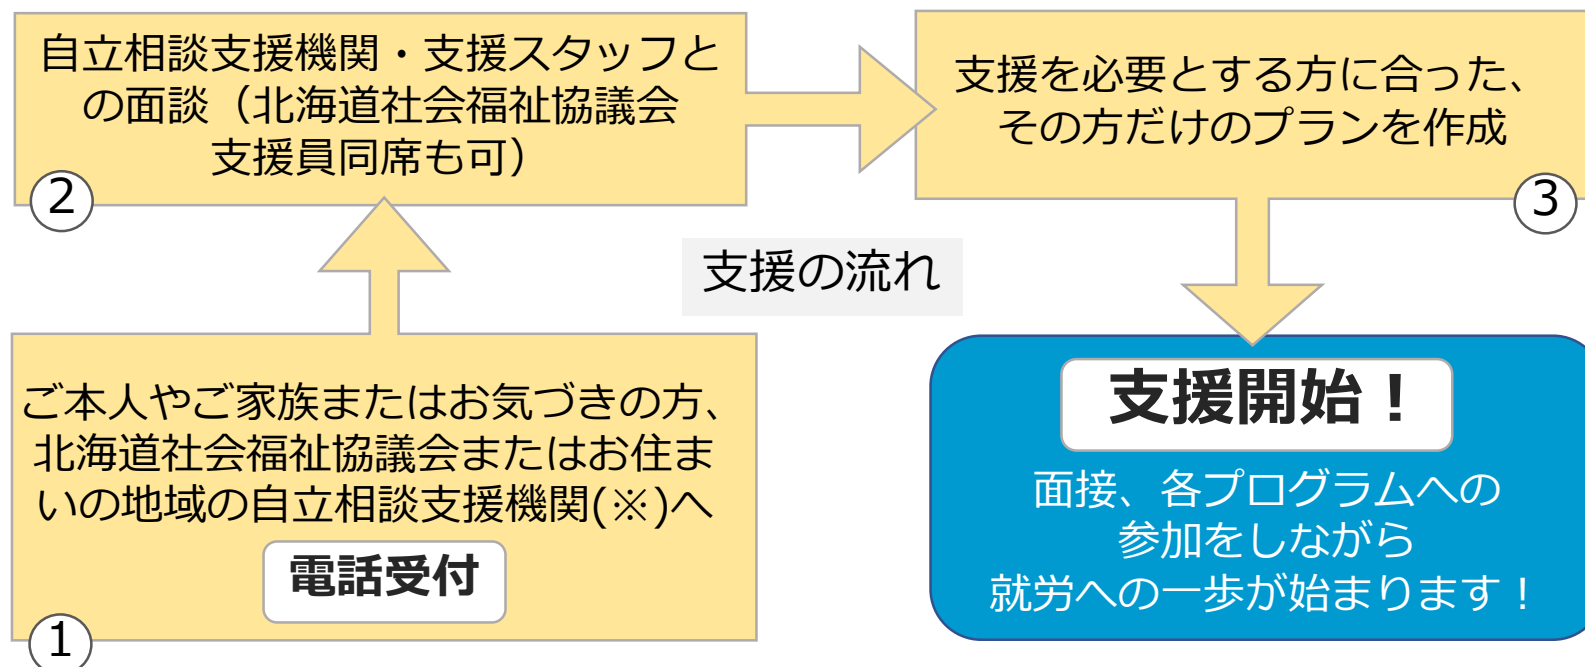 自立相談支援機関・支援スタッフと
の面談（北海道社会福祉協議会
支援員同席も可）
2
支援を必要とする方に合った、
その方だけのプランを作成
3
支援の流れ
ご本人やご家族またはお気づきの方、
北海道社会福祉協議会またはお住ま
いの地域の自立相談支援機関(※)へ
電話受付
1
支援開始！
面接、各プログラムへの
参加をしながら
就労への一歩が始まります！